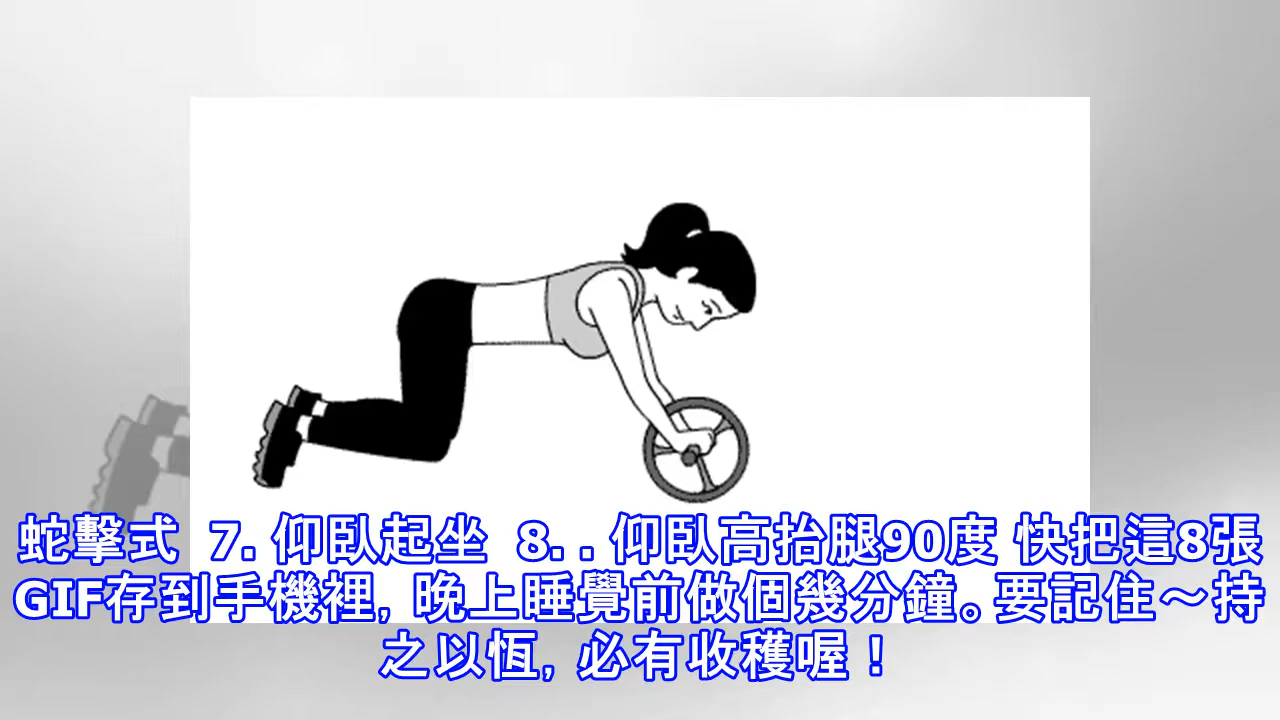 蛇擊式 7. 仰臥起坐 8. . 仰臥高抬腿90度 快把這8張
GIF存到手機裡, 晚上睡覺前做個幾分鐘。要記住～持
之以恆, 必有收穫喔！